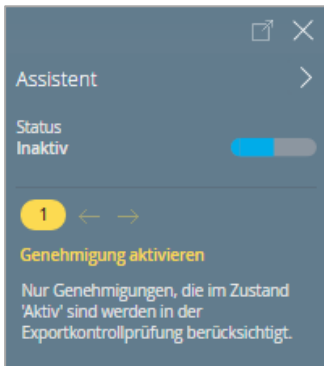 Assistent
Status
Inaktiv
1
Genehmigung aktivieren
Nur Genehmigungen, die im Zustand
'Aktiv' sind werden in der
Exportkontrollprüfung berücksichtigt.